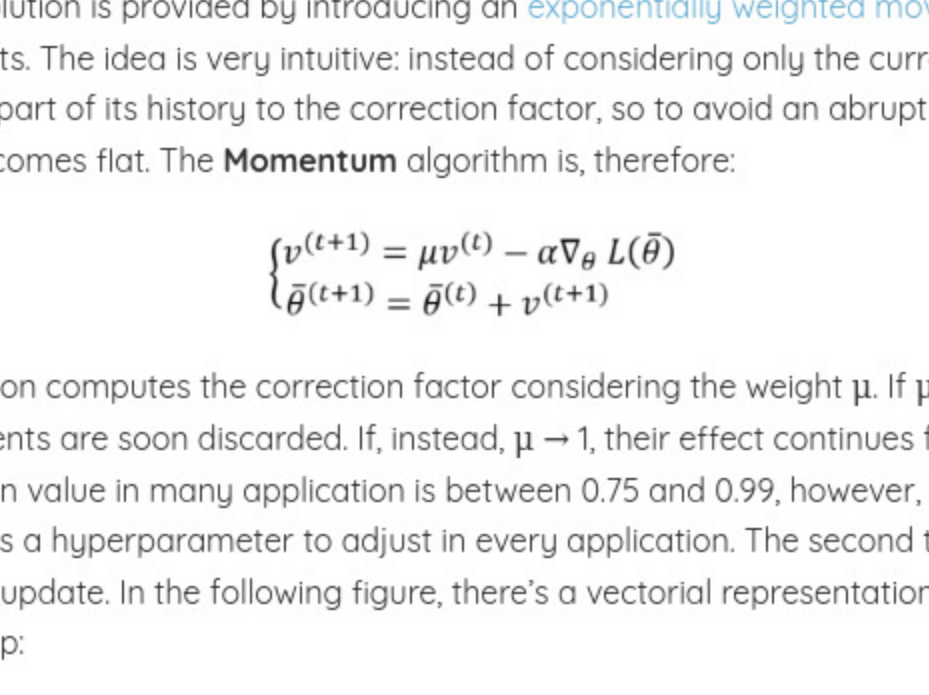 lution is provided by introducing an exponentially weighted mov
ts. The idea is very intuitive: instead of considering only the curr
part of its history to the correction factor, so to avoid an abrupt
comes flat. The Momentum algorithm is, therefore:
v^(t+1) = μv^(t) − α∇_θ L(θ̄)
θ̄^(t+1) = θ̄^(t) + v^(t+1)
on computes the correction factor considering the weight μ. If μ
ents are soon discarded. If, instead, μ → 1, their effect continues f
n value in many application is between 0.75 and 0.99, however,
s a hyperparameter to adjust in every application. The second t
update. In the following figure, there’s a vectorial representation
p: